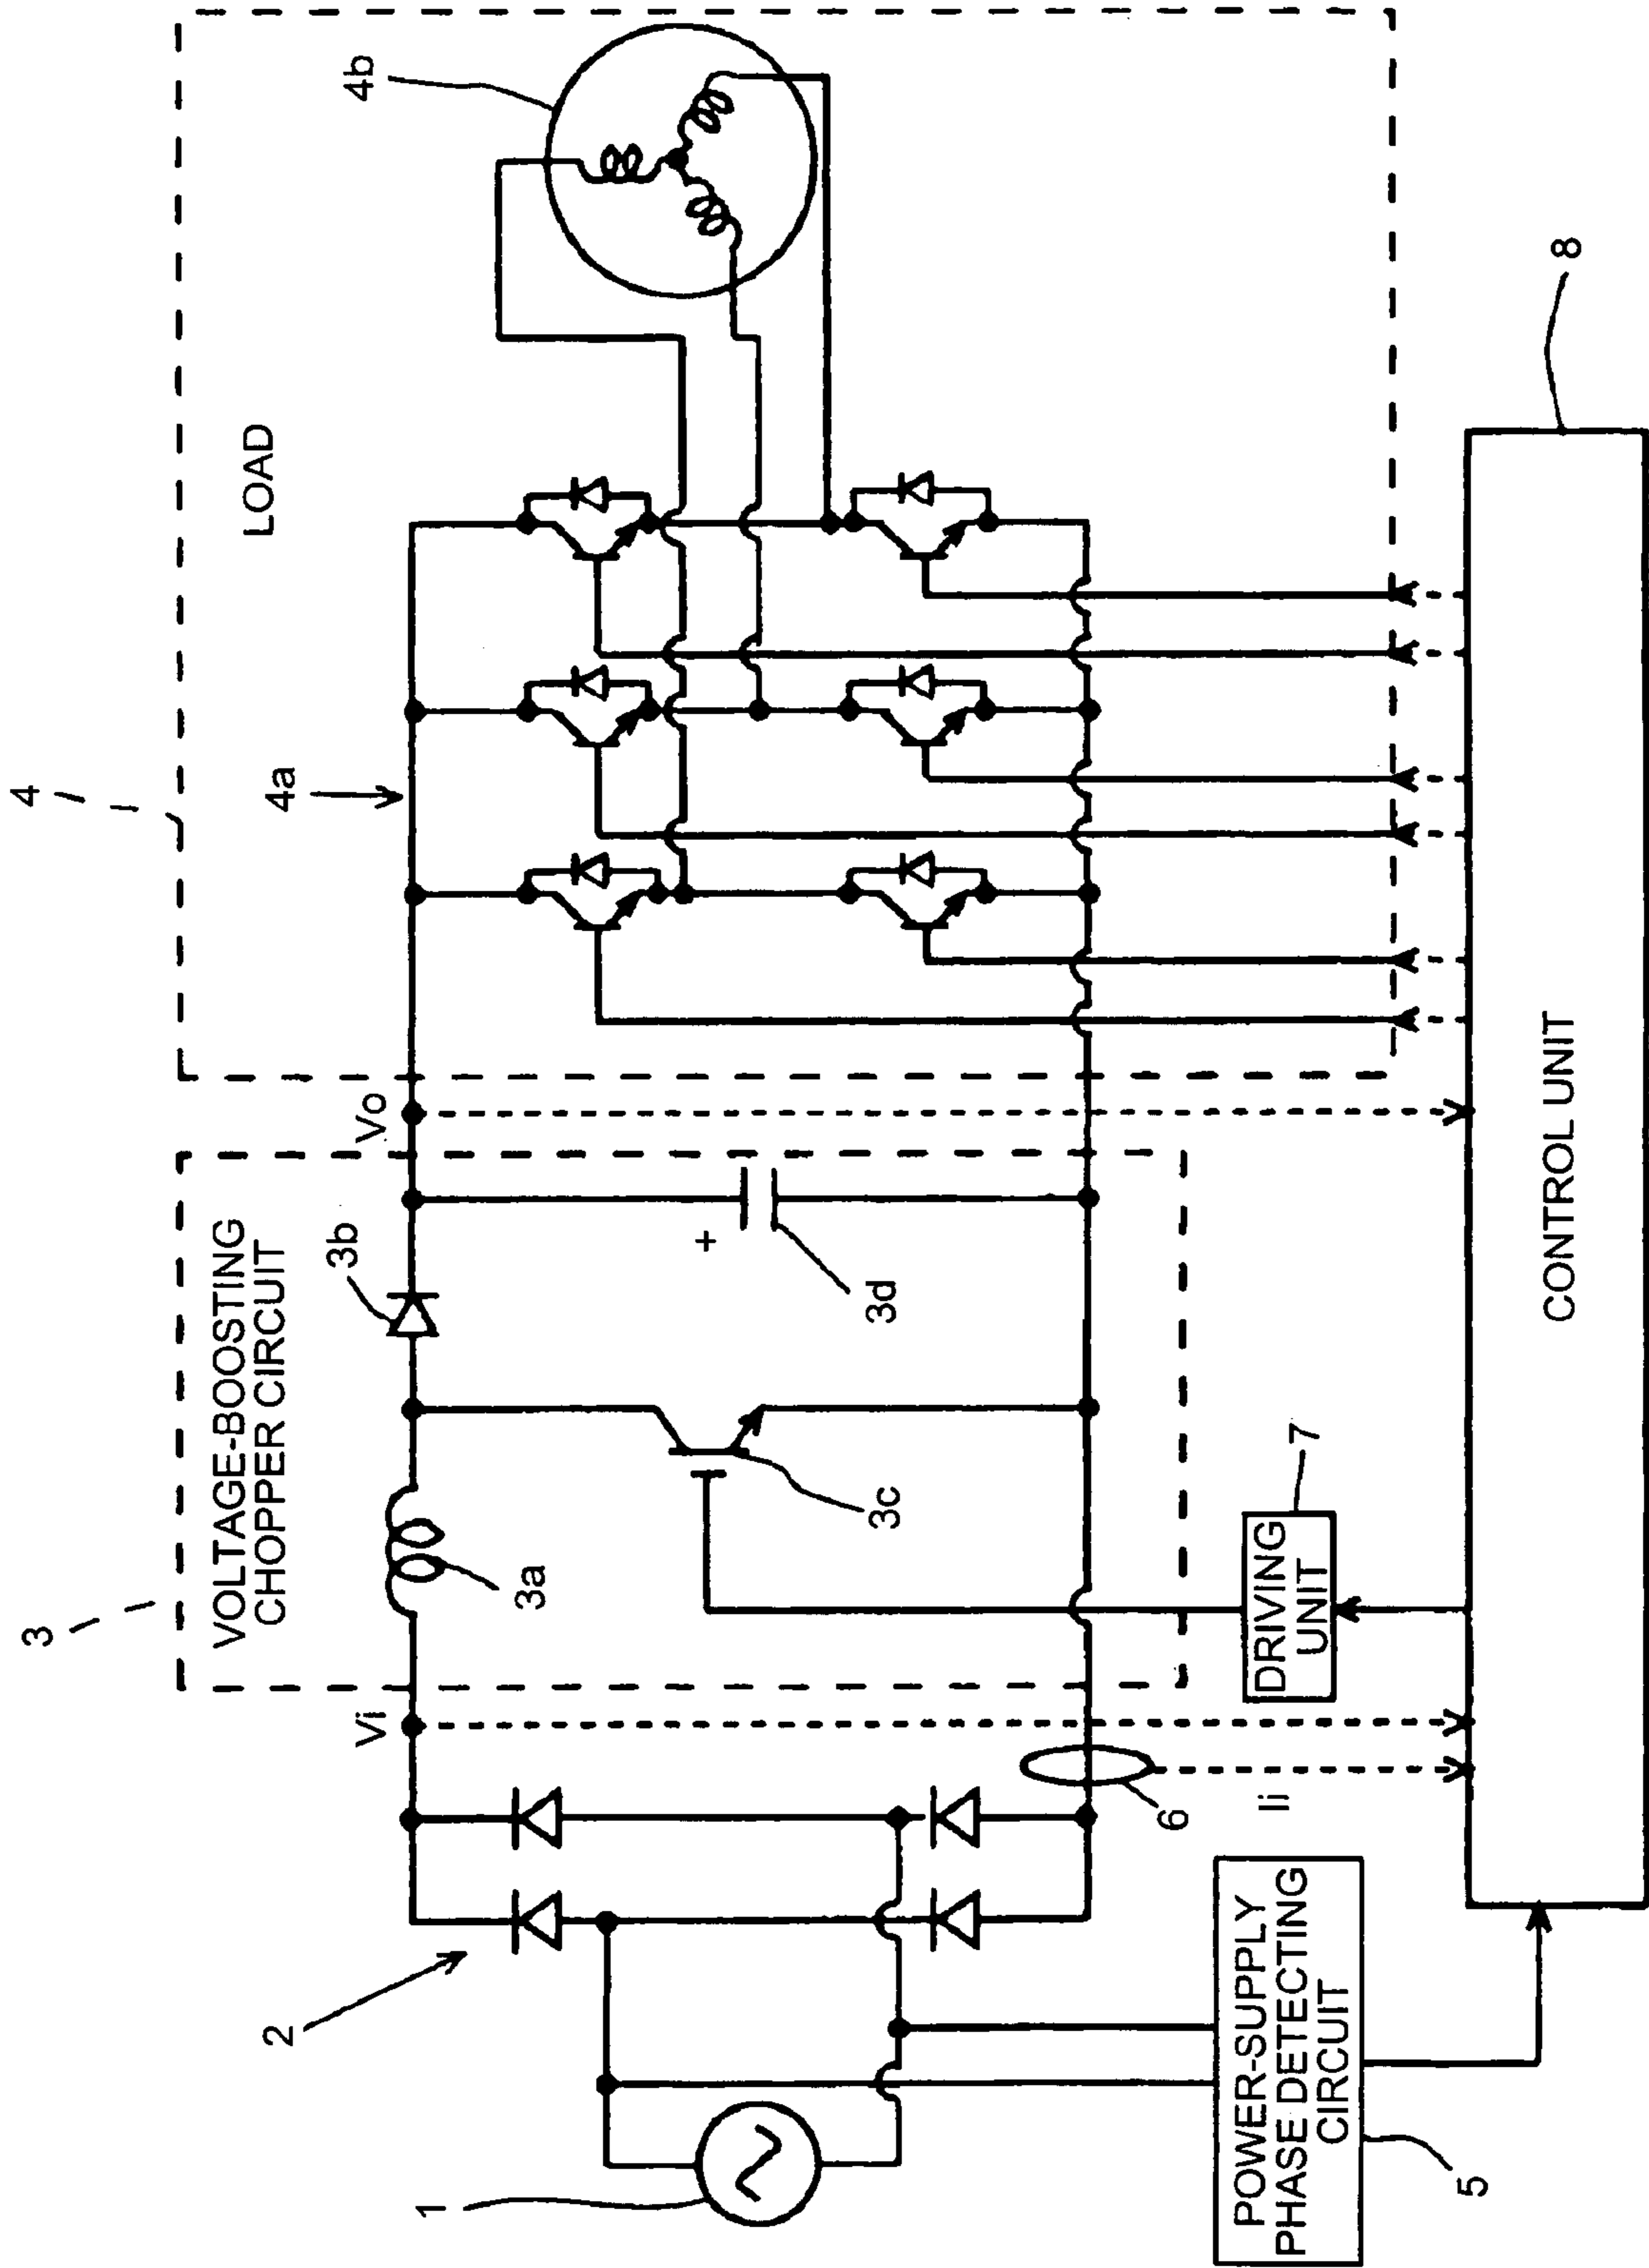 3
4
VOLTAGE-BOOSTING
CHOPPER CIRCUIT
LOAD
2
Vi
3a
3b
Vo
4a
4b
1
+
3c
3d
6
Ii
7
DRIVING
UNIT
8
POWER-SUPPLY
PHASE DETECTING
CIRCUIT
5
CONTROL UNIT